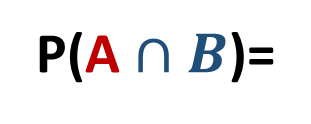 P(A ∩ B)=